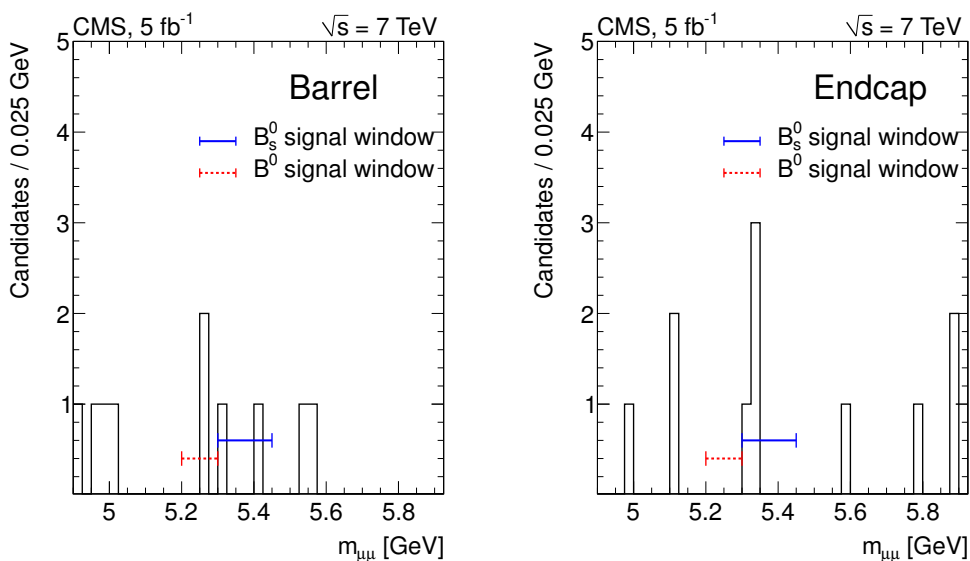 CMS, 5 fb⁻¹ √s = 7 TeV
Candidates / 0.025 GeV
Barrel
B⁰ₛ signal window
B⁰ signal window
5
4
3
2
1
5 5.2 5.4 5.6 5.8
m_μμ [GeV]
CMS, 5 fb⁻¹ √s = 7 TeV
Candidates / 0.025 GeV
Endcap
B⁰ₛ signal window
B⁰ signal window
5
4
3
2
1
5 5.2 5.4 5.6 5.8
m_μμ [GeV]